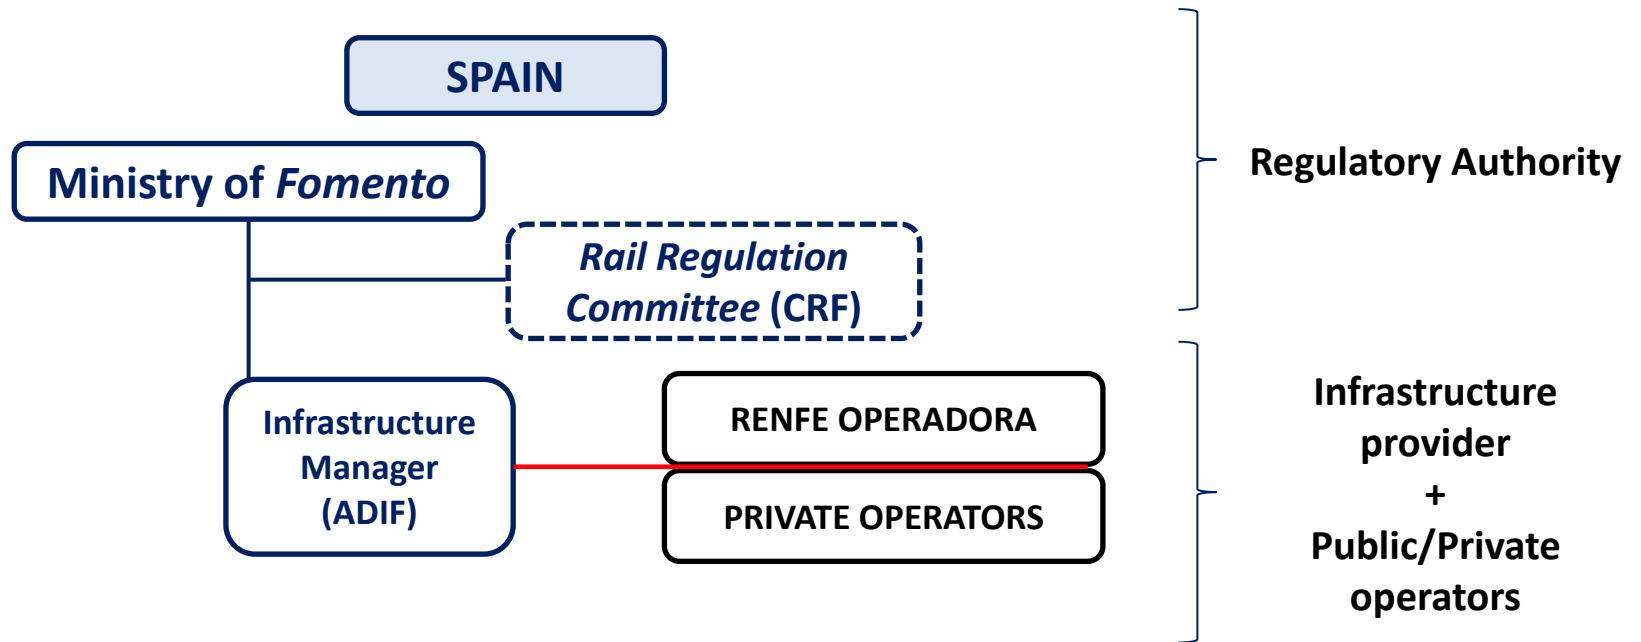 SPAIN
Ministry of Fomento
Regulatory Authority
Rail Regulation
Committee (CRF)
Infrastructure
Manager
(ADIF)
RENFE OPERADORA
PRIVATE OPERATORS
Infrastructure
provider
+
Public/Private
operators